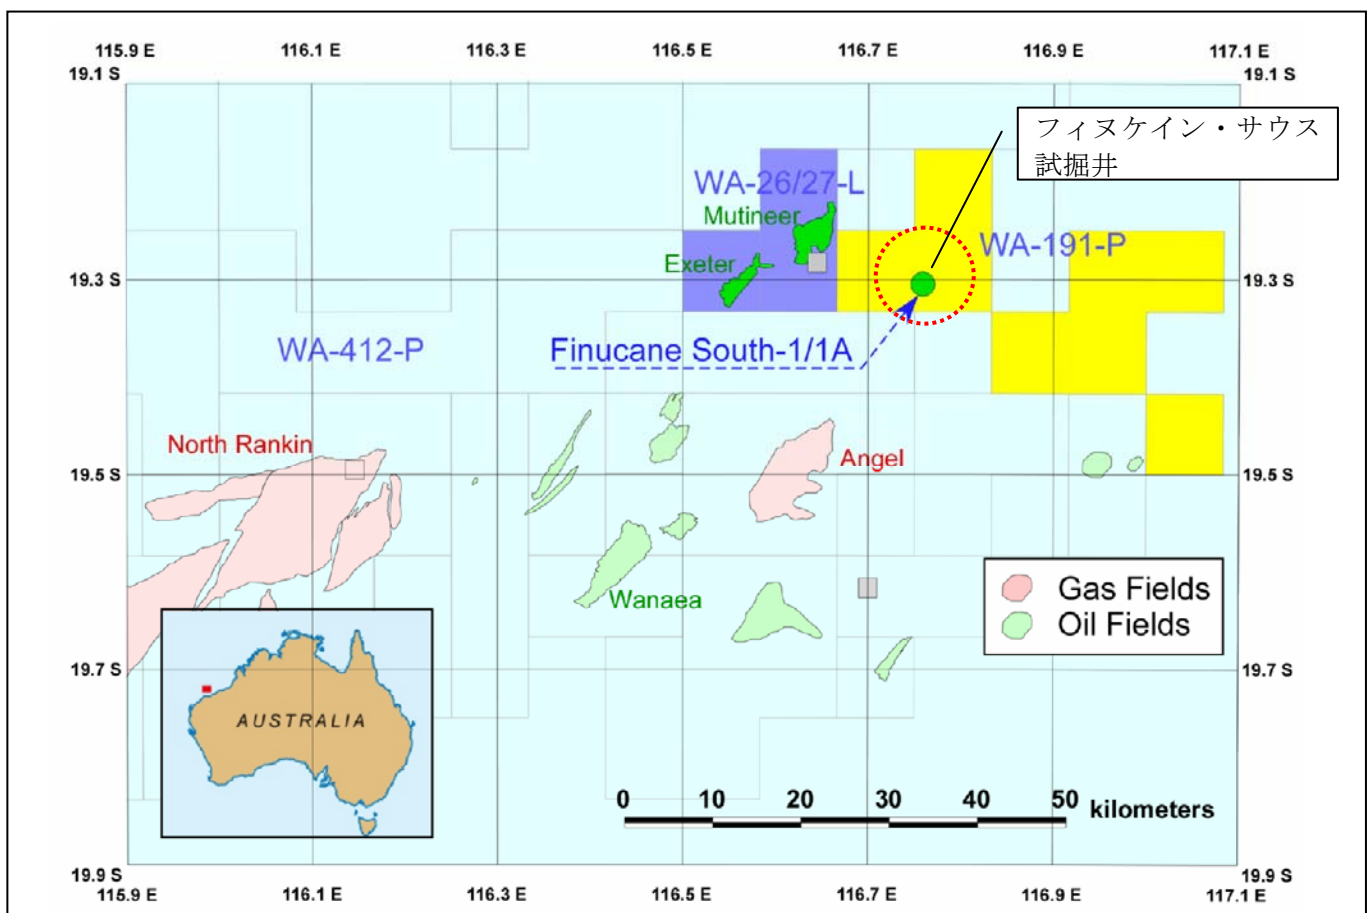 115.9 E 116.1 E 116.3 E 116.5 E 116.7 E 116.9 E 117.1 E
19.1 S 19.1 S
フィヌケイン・サウス
試掘井
WA-26/27-L
Mutineer
WA-191-P
Exeter
19.3 S 19.3 S
WA-412-P
Finucane South-1/1A
North Rankin
Angel
19.5 S 19.5 S
Gas Fields
Wanaea
Oil Fields
19.7 S 19.7 S
AUSTRALIA
0 10 20 30 40 50
kilometers
19.9 S 19.9 S
115.9 E 116.1 E 116.3 E 116.5 E 116.7 E 116.9 E 117.1 E